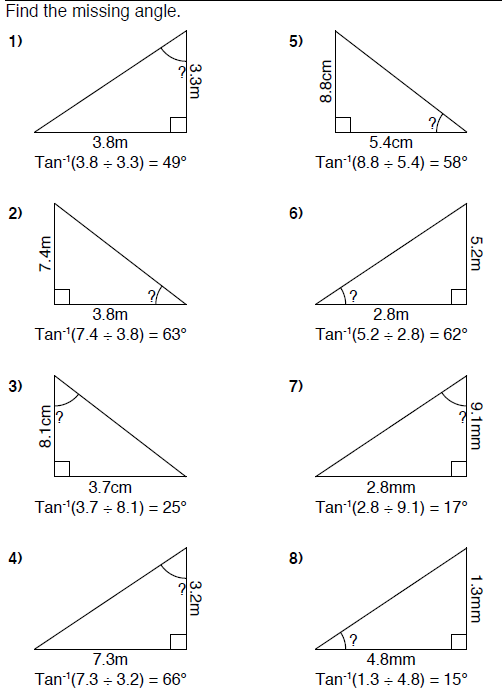 Find the missing angle.
1)
?
3.3m
3.8m
Tan⁻¹(3.8 ÷ 3.3) = 49°
2)
7.4m
?
3.8m
Tan⁻¹(7.4 ÷ 3.8) = 63°
3)
8.1cm
?
3.7cm
Tan⁻¹(3.7 ÷ 8.1) = 25°
4)
?
3.2m
7.3m
Tan⁻¹(7.3 ÷ 3.2) = 66°
5)
8.8cm
?
5.4cm
Tan⁻¹(8.8 ÷ 5.4) = 58°
6)
5.2m
?
2.8m
Tan⁻¹(5.2 ÷ 2.8) = 62°
7)
?
9.1mm
2.8mm
Tan⁻¹(2.8 ÷ 9.1) = 17°
8)
1.3mm
?
4.8mm
Tan⁻¹(1.3 ÷ 4.8) = 15°